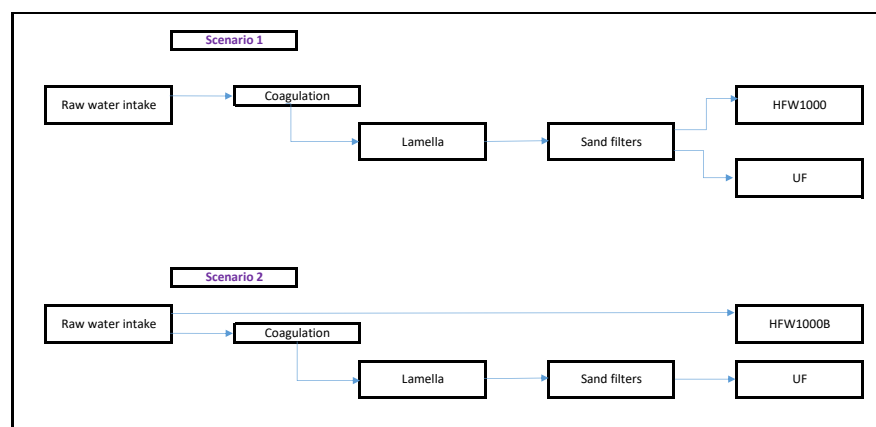 Scenario 1
Raw water intake
Coagulation
HFW1000
Lamella
Sand filters
UF
Scenario 2
Raw water intake
HFW1000B
Coagulation
Lamella
Sand filters
UF